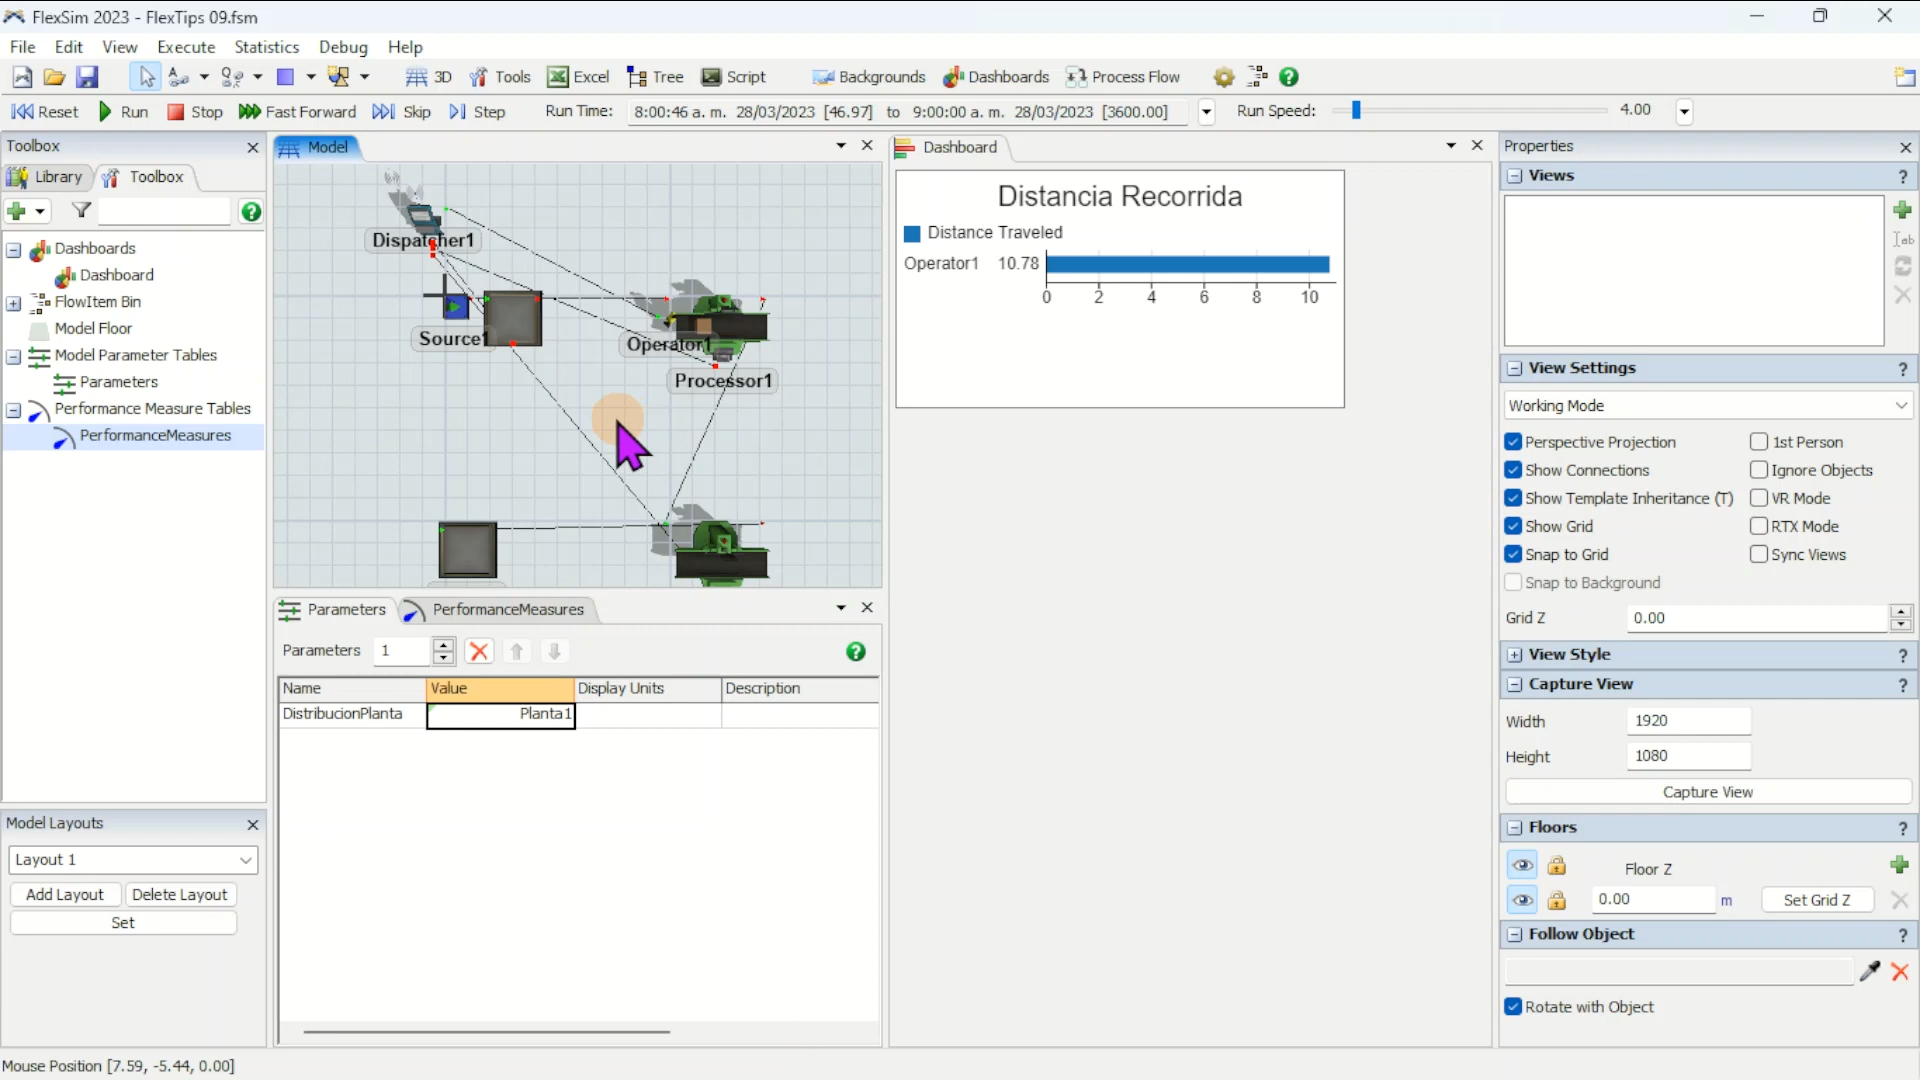 FlexSim 2023 - FlexTips 09.fsm
File Edit View Execute Statistics Debug Help
3D Tools Excel Tree Script Backgrounds Dashboards Process Flow
Reset Run Stop Fast Forward Skip Step Run Time: 8:00:46 a. m. 28/03/2023 [46.97] to 9:00:00 a. m. 28/03/2023 [3600.00] Run Speed: 4.00
Toolbox
Library Toolbox
Dashboards
Dashboard
FlowItem Bin
Model Floor
Model Parameter Tables
Parameters
Performance Measure Tables
PerformanceMeasures
Model Layouts
Layout 1
Add Layout Delete Layout
Set
Model
Dispatcher1
Source1
Operator1
Processor1
Parameters PerformanceMeasures
Parameters 1
Name Value Display Units Description
DistribucionPlanta Planta1
Dashboard
Distancia Recorrida
Distance Traveled
Operator1 10.78
0 2 4 6 8 10
Properties
Views
View Settings
Working Mode
Perspective Projection 1st Person
Show Connections Ignore Objects
Show Template Inheritance (T) VR Mode
Show Grid RTX Mode
Snap to Grid Sync Views
Snap to Background
Grid Z 0.00
View Style
Capture View
Width 1920
Height 1080
Capture View
Floors
Floor Z
0.00 m Set Grid Z
Follow Object
Rotate with Object
Mouse Position [7.59, -5.44, 0.00]